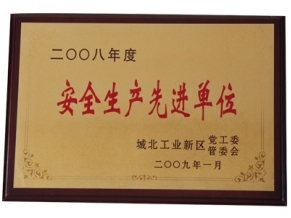 二〇〇八年度
安全生产先进单位
城北工业新区党工委
管委会
二〇〇九年一月